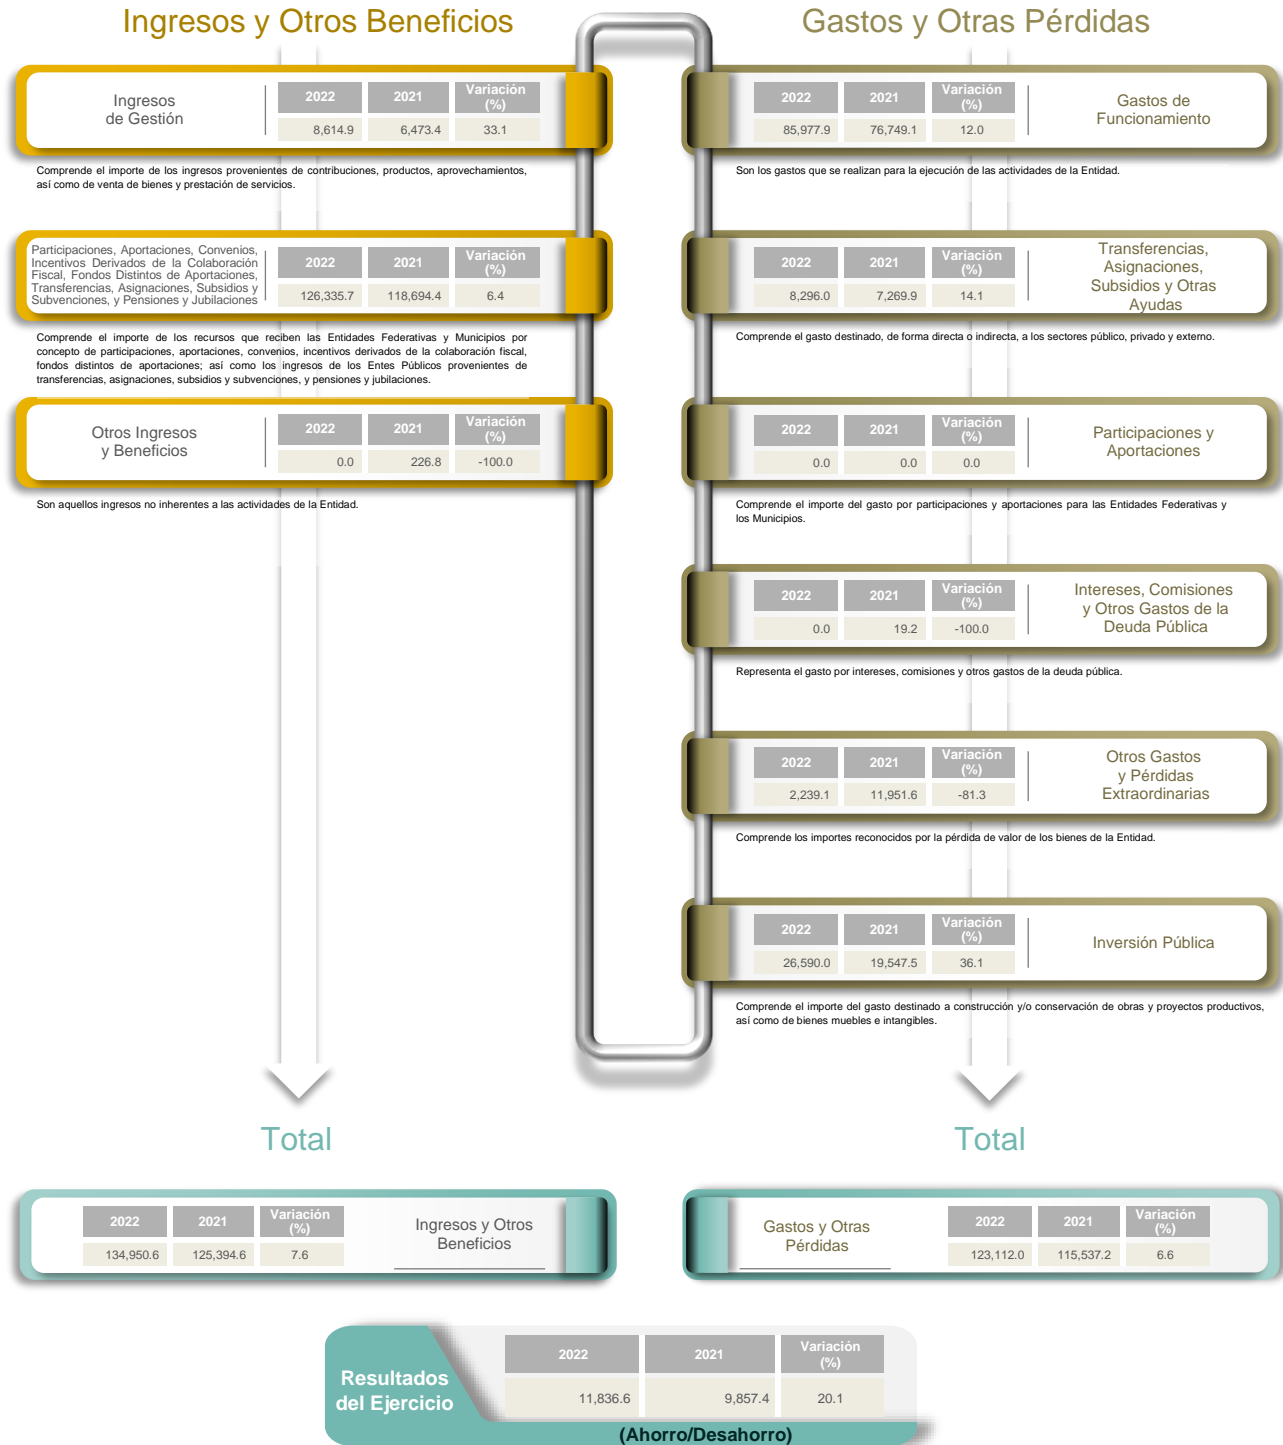 Ingresos y Otros Beneficios
Ingresos
de Gestión
2022 2021 Variación
(%)
8,614.9 6,473.4 33.1
Comprende el importe de los ingresos provenientes de contribuciones, productos, aprovechamientos,
así como de venta de bienes y prestación de servicios.
Participaciones, Aportaciones, Convenios,
Incentivos Derivados de la Colaboración
Fiscal, Fondos Distintos de Aportaciones,
Transferencias, Asignaciones, Subsidios y
Subvenciones, y Pensiones y Jubilaciones
2022 2021 Variación
(%)
126,335.7 118,694.4 6.4
Comprende el importe de los recursos que reciben las Entidades Federativas y Municipios por
concepto de participaciones, aportaciones, convenios, incentivos derivados de la colaboración fiscal,
fondos distintos de aportaciones; así como los ingresos de los Entes Públicos provenientes de
transferencias, asignaciones, subsidios y subvenciones, y pensiones y jubilaciones.
Otros Ingresos
y Beneficios
2022 2021 Variación
(%)
0.0 226.8 -100.0
Son aquellos ingresos no inherentes a las actividades de la Entidad.
Gastos y Otras Pérdidas
2022 2021 Variación
(%)
85,977.9 76,749.1 12.0
Gastos de
Funcionamiento
Son los gastos que se realizan para la ejecución de las actividades de la Entidad.
2022 2021 Variación
(%)
8,296.0 7,269.9 14.1
Transferencias,
Asignaciones,
Subsidios y Otras
Ayudas
Comprende el gasto destinado, de forma directa o indirecta, a los sectores público, privado y externo.
2022 2021 Variación
(%)
0.0 0.0 0.0
Participaciones y
Aportaciones
Comprende el importe del gasto por participaciones y aportaciones para las Entidades Federativas y
los Municipios.
2022 2021 Variación
(%)
0.0 19.2 -100.0
Intereses, Comisiones
y Otros Gastos de la
Deuda Pública
Representa el gasto por intereses, comisiones y otros gastos de la deuda pública.
2022 2021 Variación
(%)
2,239.1 11,951.6 -81.3
Otros Gastos
y Pérdidas
Extraordinarias
Comprende los importes reconocidos por la pérdida de valor de los bienes de la Entidad.
2022 2021 Variación
(%)
26,590.0 19,547.5 36.1
Inversión Pública
Comprende el importe del gasto destinado a construcción y/o conservación de obras y proyectos productivos,
así como de bienes muebles e intangibles.
Total
2022 2021 Variación
(%)
134,950.6 125,394.6 7.6
Ingresos y Otros
Beneficios
Total
Gastos y Otras
Pérdidas
2022 2021 Variación
(%)
123,112.0 115,537.2 6.6
Resultados
del Ejercicio
2022 2021 Variación
(%)
11,836.6 9,857.4 20.1
(Ahorro/Desahorro)